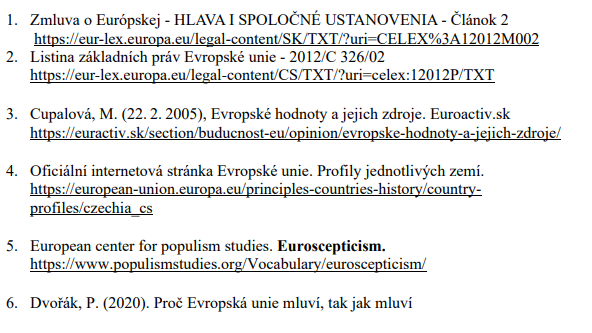 1. Zmluva o Európskej - HLAVA I SPOLOČNÉ USTANOVENIA - Článok 2
https://eur-lex.europa.eu/legal-content/SK/TXT/?uri=CELEX%3A12012M002
2. Listina základních práv Evropské unie - 2012/C 326/02
https://eur-lex.europa.eu/legal-content/CS/TXT/?uri=celex:12012P/TXT
3. Cupalová, M. (22. 2. 2005), Evropské hodnoty a jejich zdroje. Euroactiv.sk
https://euractiv.sk/section/buducnost-eu/opinion/evropske-hodnoty-a-jejich-zdroje/
4. Oficiální internetová stránka Evropské unie. Profily jednotlivých zemí.
https://european-union.europa.eu/principles-countries-history/country-
profiles/czechia_cs
5. European center for populism studies. Euroscepticism.
https://www.populismstudies.org/Vocabulary/euroscepticism/
6. Dvořák, P. (2020). Proč Evropská unie mluví, tak jak mluví